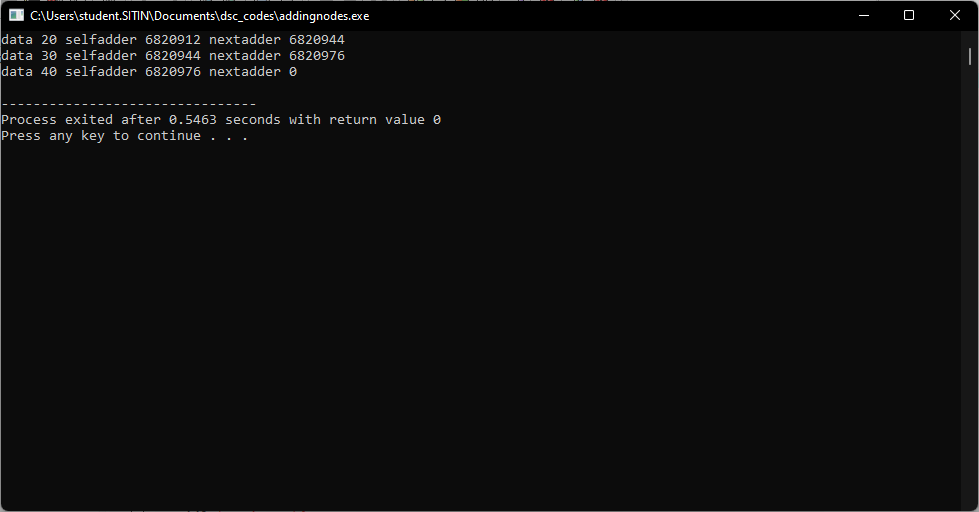 C:\Users\student.SITIN\Documents\dsc_codes\addingnodes.exe
data 20 selfadder 6820912 nextadder 6820944
data 30 selfadder 6820944 nextadder 6820976
data 40 selfadder 6820976 nextadder 0
--------------------------------
Process exited after 0.5463 seconds with return value 0
Press any key to continue . . .